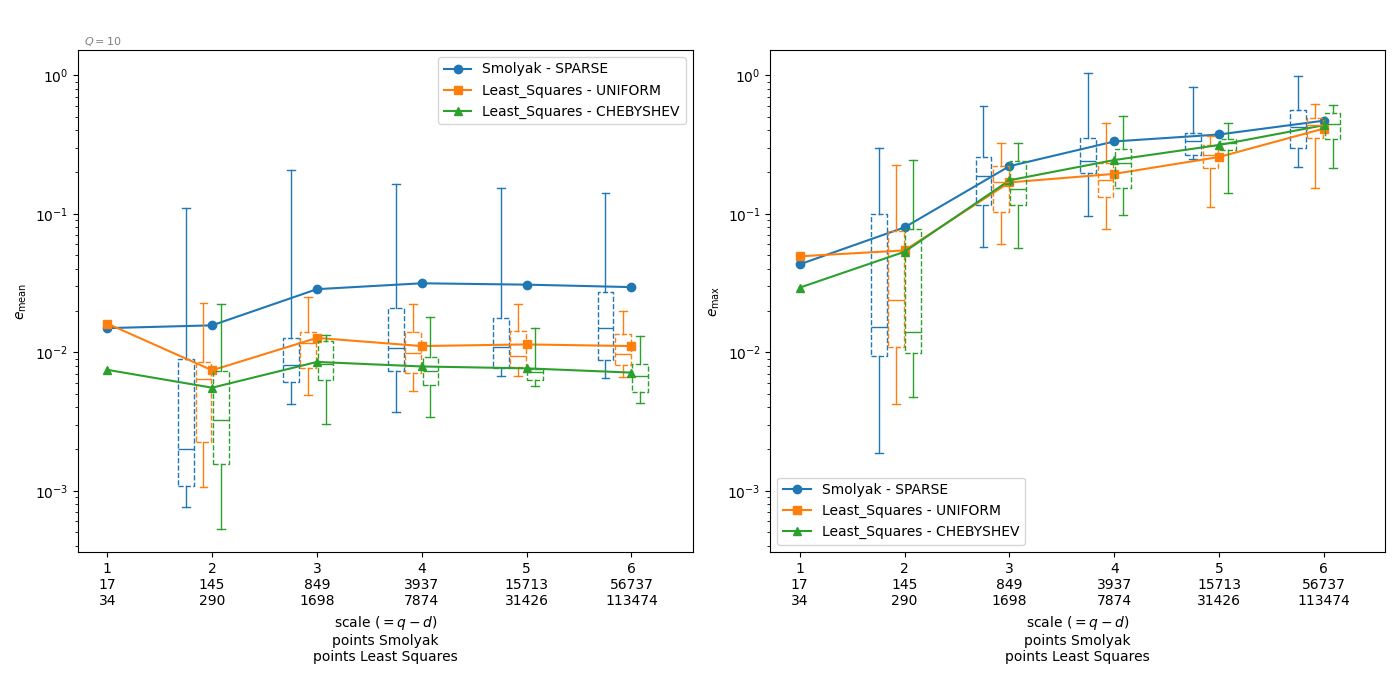 Q = 10
10⁰
10⁻¹
10⁻²
10⁻³
e_mean
Smolyak - SPARSE
Least_Squares - UNIFORM
Least_Squares - CHEBYSHEV
1 2 3 4 5 6
17 145 849 3937 15713 56737
34 290 1698 7874 31426 113474
scale (= q − d)
points Smolyak
points Least Squares
10⁰
10⁻¹
10⁻²
10⁻³
e_max
Smolyak - SPARSE
Least_Squares - UNIFORM
Least_Squares - CHEBYSHEV
1 2 3 4 5 6
17 145 849 3937 15713 56737
34 290 1698 7874 31426 113474
scale (= q − d)
points Smolyak
points Least Squares